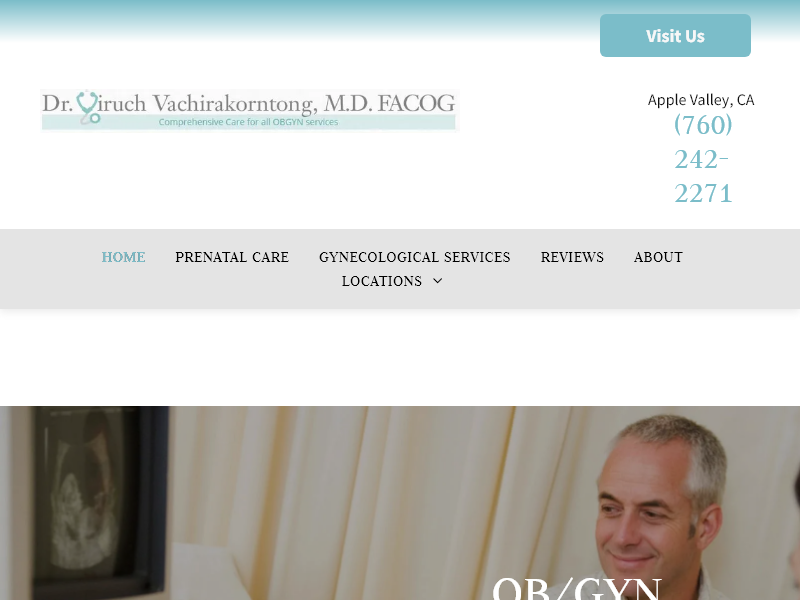 Visit Us
Dr. Viruch Vachirakorntong, M.D. FACOG
Comprehensive Care for all OBGYN services
Apple Valley, CA
(760)
242-
2271
HOME PRENATAL CARE GYNECOLOGICAL SERVICES REVIEWS ABOUT
LOCATIONS
OB/GYN